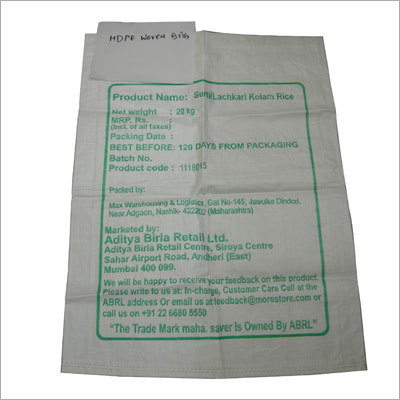 HDPE WOVEN BAG
Product Name: Surti/Lachkari Kolam Rice
Net weight : 20 kg
MRP. Rs. :
(Incl. of all taxes)
Packing Date :
BEST BEFORE: 120 DAYS FROM PACKAGING
Batch No.
Product code : 1118015
Packed by:
Max Warehousing & Logistics, Gat No-145, Jawulke Dindori,
Near Adgaon, Nashik- 422202 (Maharashtra)
Marketed by:
Aditya Birla Retail Ltd.
Aditya Birla Retail Centre, Siroya Centre
Sahar Airport Road, Andheri (East)
Mumbai 400 099.
We will be happy to receive your feedback on this product.
Please write to us at: In-charge, Customer Care Cell at the
ABRL address Or email us at feedback@morestore.com or
call us on +91 22 6680 5550
"The Trade Mark maha. saver Is Owned By ABRL"